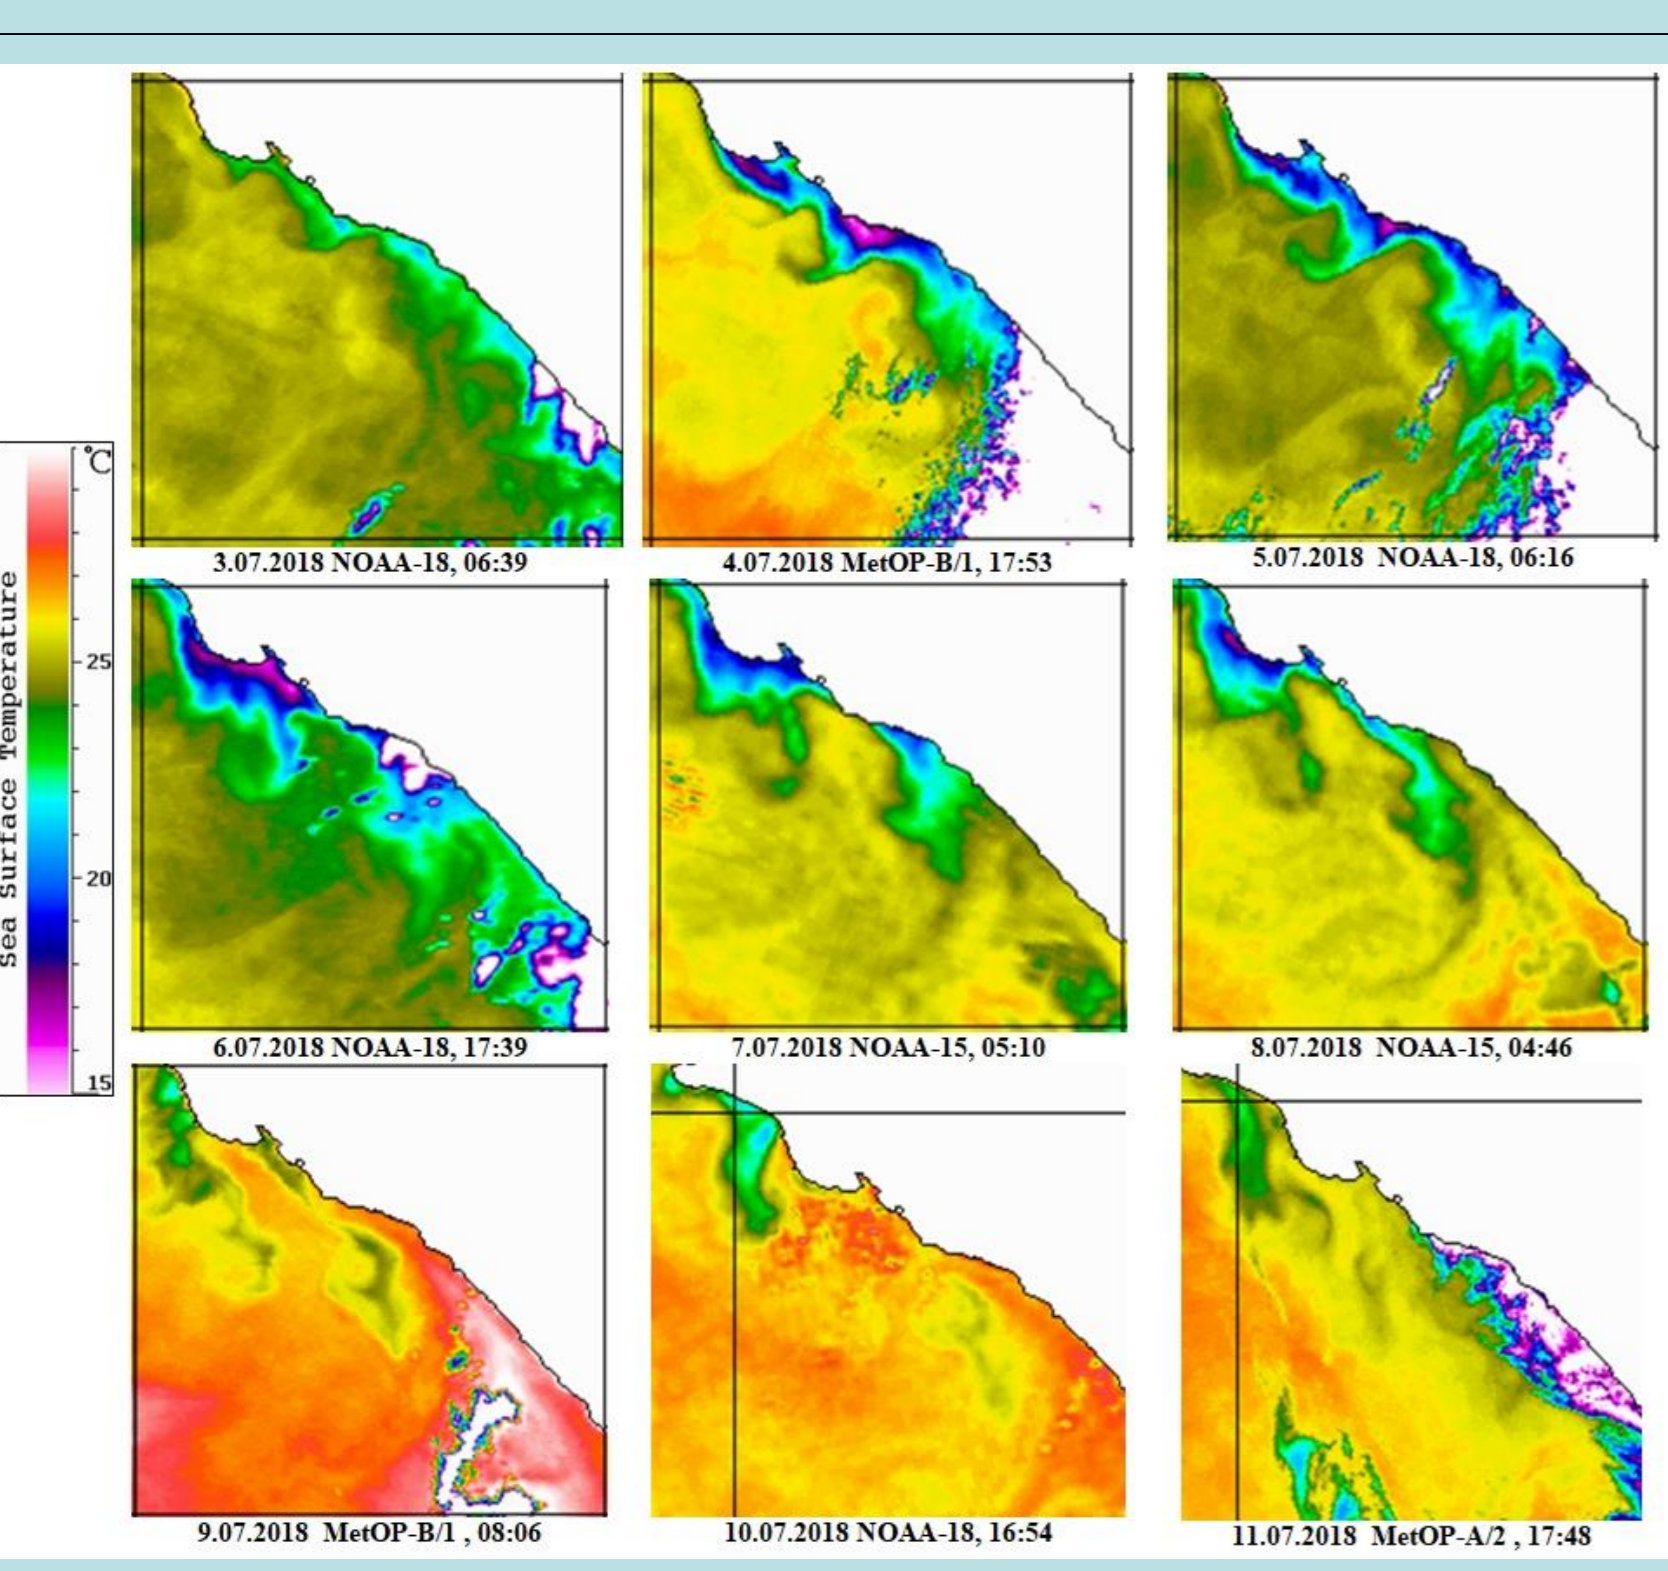 3.07.2018 NOAA-18, 06:39
4.07.2018 MetOP-B/1, 17:53
5.07.2018 NOAA-18, 06:16
°C
25
20
15
Sea Surface Temperature
6.07.2018 NOAA-18, 17:39
7.07.2018 NOAA-15, 05:10
8.07.2018 NOAA-15, 04:46
9.07.2018 MetOP-B/1 , 08:06
10.07.2018 NOAA-18, 16:54
11.07.2018 MetOP-A/2 , 17:48